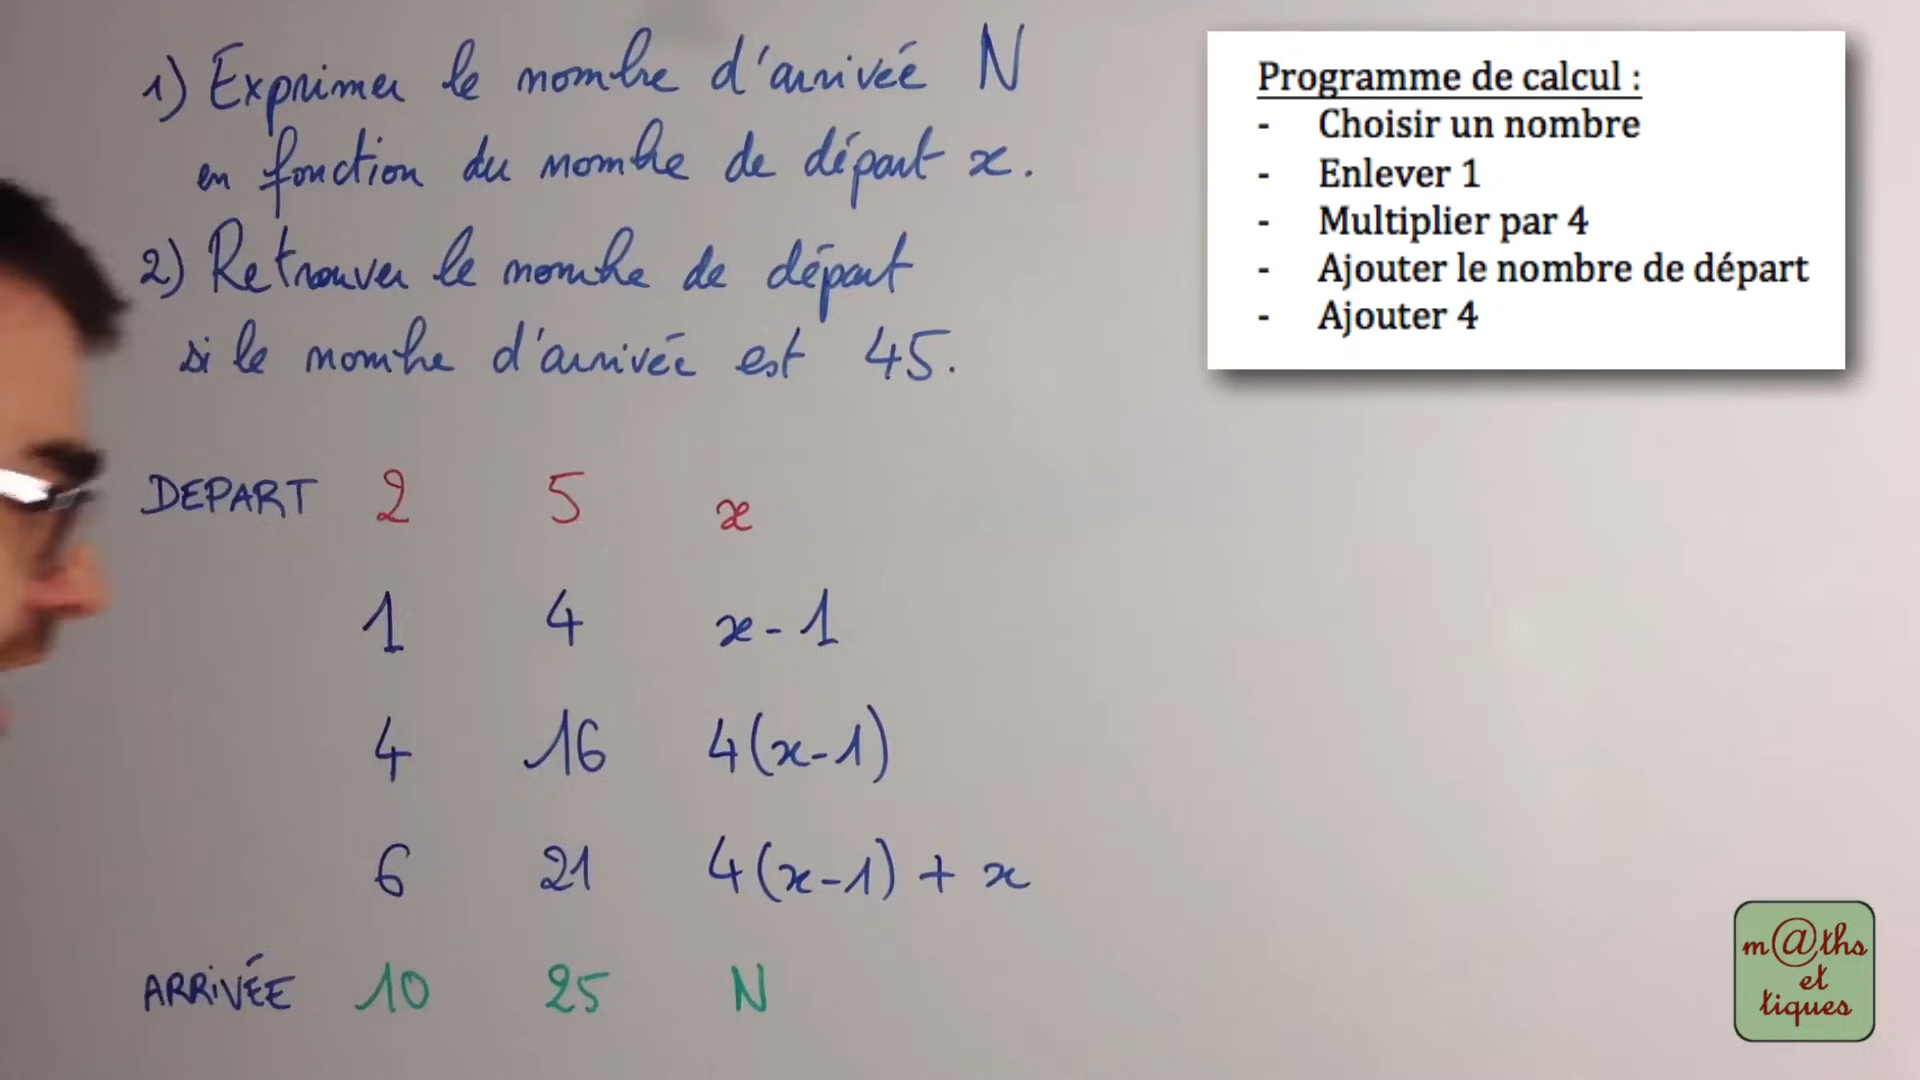 1) Exprimer le nombre d'arrivée N
en fonction du nombre de départ x.
2) Retrouver le nombre de départ
si le nombre d'arrivée est 45.
Programme de calcul :
- Choisir un nombre
- Enlever 1
- Multiplier par 4
- Ajouter le nombre de départ
- Ajouter 4
DEPART 2 5 x
1 4 x-1
4 16 4(x-1)
6 21 4(x-1) + x
ARRIVÉE 10 25 N
m@ths
et
tiques